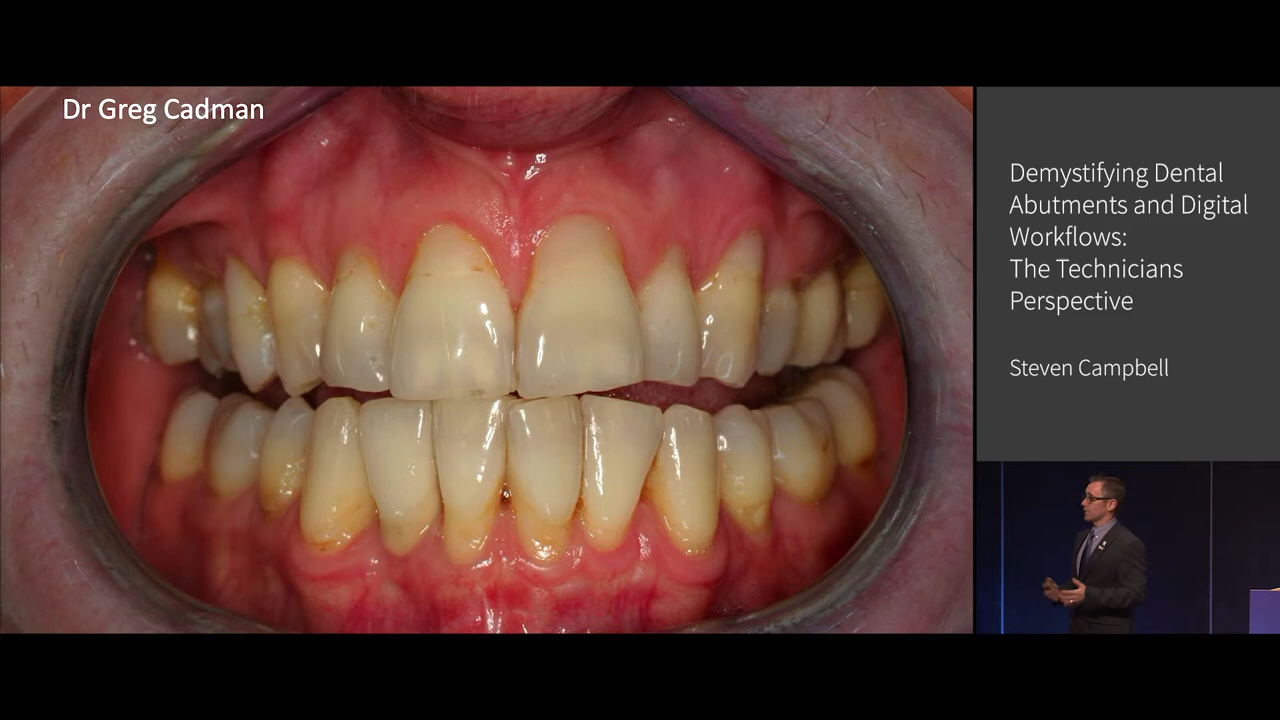 Dr Greg Cadman
Demystifying Dental
Abutments and Digital
Workflows:
The Technicians
Perspective
Steven Campbell